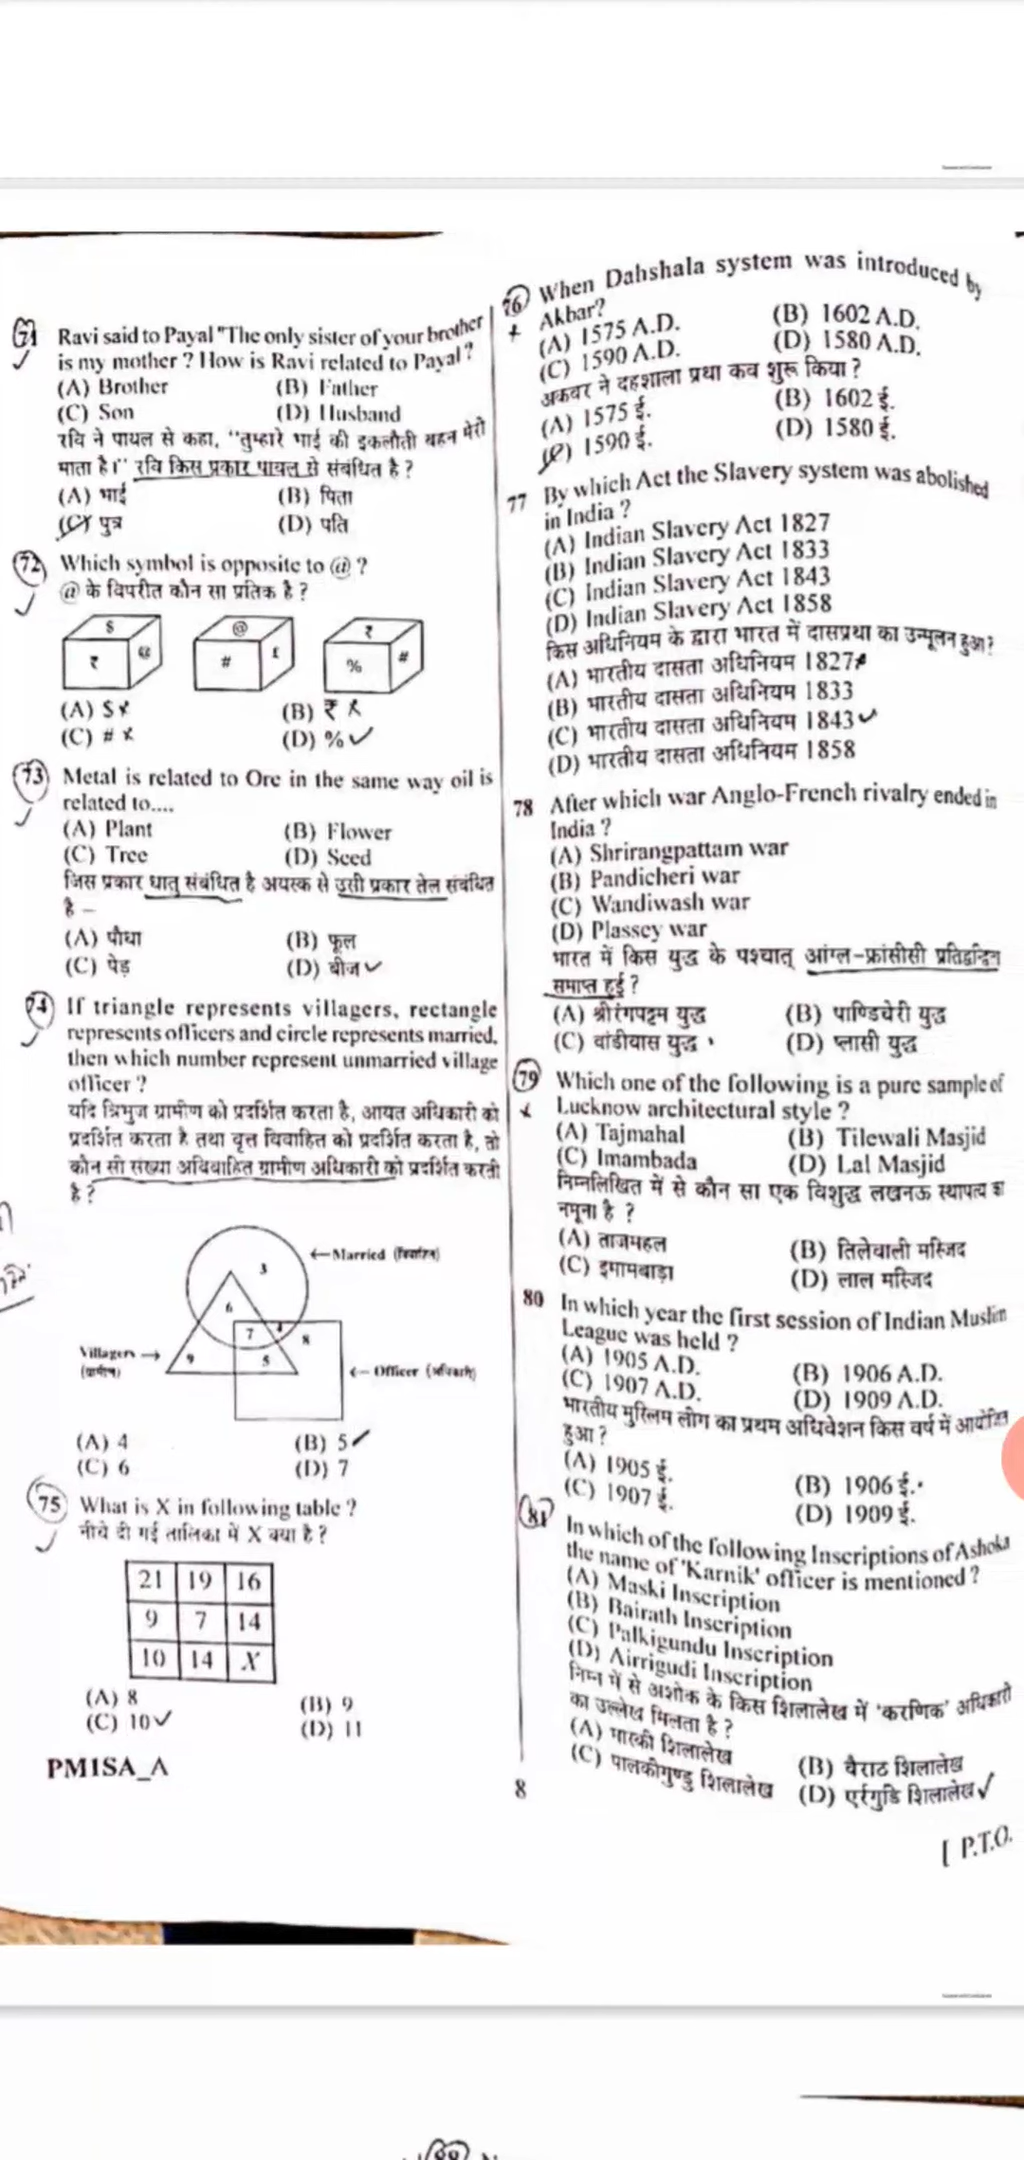 71 Ravi said to Payal "The only sister of your brother
is my mother ? How is Ravi related to Payal ?
(A) Brother (B) Father
(C) Son (D) Husband
रवि ने पायल से कहा, "तुम्हारे भाई की इकलौती बहन मेरी
माता है।" रवि किस प्रकार पायल से संबंधित है ?
(A) भाई (B) पिता
(C) पुत्र (D) पति
72 Which symbol is opposite to @ ?
@ के विपरीत कौन सा प्रतिक है ?
$ @ ₹
₹ # £ % #
(A) $ (B) ₹
(C) # (D) %
73 Metal is related to Ore in the same way oil is
related to....
(A) Plant (B) Flower
(C) Tree (D) Seed
जिस प्रकार धातु संबंधित है अयस्क से उसी प्रकार तेल संबंधित
है –
(A) पौधा (B) फूल
(C) पेड़ (D) बीज
74 If triangle represents villagers, rectangle
represents officers and circle represents married,
then which number represent unmarried village
officer ?
यदि त्रिभुज ग्रामीण को प्रदर्शित करता है, आयत अधिकारी को
प्रदर्शित करता है तथा वृत्त विवाहित को प्रदर्शित करता है, तो
कौन सी संख्या अविवाहित ग्रामीण अधिकारी को प्रदर्शित करती
है ?
←Married (विवाहित)
3
6
7 4 8
Villagers →
(ग्रामीण)
9 5
← Officer (अधिकारी)
(A) 4 (B) 5
(C) 6 (D) 7
75 What is X in following table ?
नीचे दी गई तालिका में X क्या है ?
21 19 16
9 7 14
10 14 X
(A) 8 (B) 9
(C) 10 (D) 11
PM1SA_A
76 When Dahshala system was introduced by
Akbar?
(A) 1575 A.D. (B) 1602 A.D.
(C) 1590 A.D. (D) 1580 A.D.
अकबर ने दहशाला प्रथा कब शुरू किया ?
(A) 1575 ई. (B) 1602 ई.
(C) 1590 ई. (D) 1580 ई.
77 By which Act the Slavery system was abolished
in India ?
(A) Indian Slavery Act 1827
(B) Indian Slavery Act 1833
(C) Indian Slavery Act 1843
(D) Indian Slavery Act 1858
किस अधिनियम के द्वारा भारत में दासप्रथा का उन्मूलन हुआ?
(A) भारतीय दासता अधिनियम 1827
(B) भारतीय दासता अधिनियम 1833
(C) भारतीय दासता अधिनियम 1843
(D) भारतीय दासता अधिनियम 1858
78 After which war Anglo-French rivalry ended in
India ?
(A) Shrirangpattam war
(B) Pandicheri war
(C) Wandiwash war
(D) Plassey war
भारत में किस युद्ध के पश्चात् आंग्ल-फ्रांसीसी प्रतिद्वन्दिता
समाप्त हुई ?
(A) श्रीरंगपट्टम युद्ध (B) पाण्डिचेरी युद्ध
(C) वांडीवास युद्ध (D) प्लासी युद्ध
79 Which one of the following is a pure sample of
Lucknow architectural style ?
(A) Tajmahal (B) Tilewali Masjid
(C) Imambada (D) Lal Masjid
निम्नलिखित में से कौन सा एक विशुद्ध लखनऊ स्थापत्य का
नमूना है ?
(A) ताजमहल (B) तिलेवाली मस्जिद
(C) इमामबाड़ा (D) लाल मस्जिद
80 In which year the first session of Indian Muslim
League was held ?
(A) 1905 A.D. (B) 1906 A.D.
(C) 1907 A.D. (D) 1909 A.D.
भारतीय मुस्लिम लीग का प्रथम अधिवेशन किस वर्ष में आयोजित
हुआ ?
(A) 1905 ई. (B) 1906 ई.
(C) 1907 ई. (D) 1909 ई.
81 In which of the following Inscriptions of Ashoka
the name of 'Karnik' officer is mentioned ?
(A) Maski Inscription
(B) Bairath Inscription
(C) Palkigundu Inscription
(D) Airrigudi Inscription
निम्न में से अशोक के किस शिलालेख में 'करणिक' अधिकारी
का उल्लेख मिलता है ?
(A) मास्की शिलालेख (B) बैराठ शिलालेख
(C) पालकीगुण्डु शिलालेख (D) एर्रगुडि शिलालेख
8
[ P.T.O.